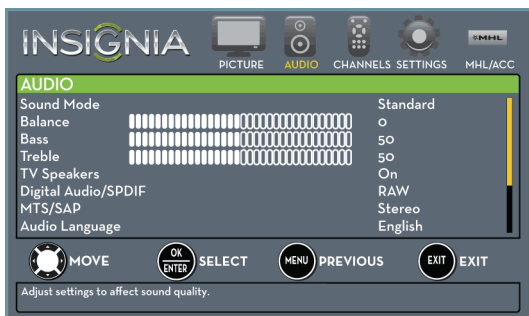 INSIGNIA
PICTURE AUDIO CHANNELS SETTINGS MHL/ACC
MHL
AUDIO
Sound Mode Standard
Balance 0
Bass 50
Treble 50
TV Speakers On
Digital Audio/SPDIF RAW
MTS/SAP Stereo
Audio Language English
MOVE OK ENTER SELECT MENU PREVIOUS EXIT EXIT
Adjust settings to affect sound quality.